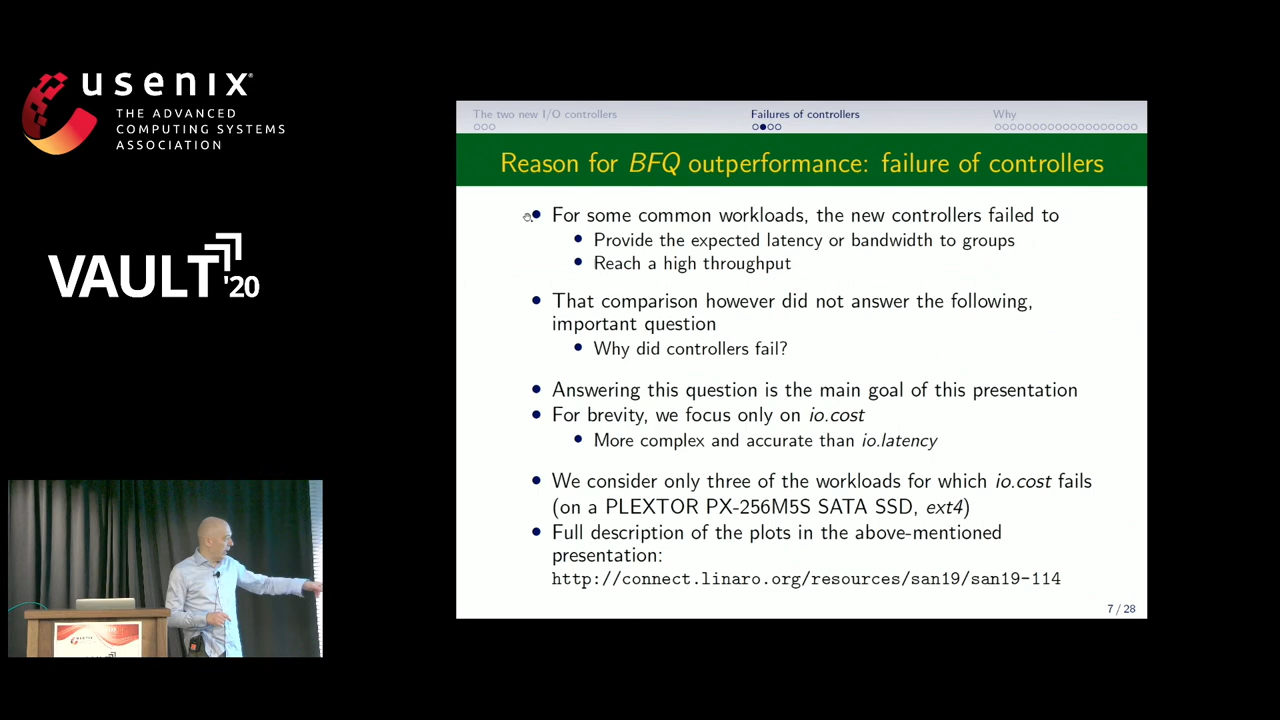 usenix
THE ADVANCED
COMPUTING SYSTEMS
ASSOCIATION
VAULT '20
The two new I/O controllers
Failures of controllers
Why
Reason for BFQ outperformance: failure of controllers
For some common workloads, the new controllers failed to
Provide the expected latency or bandwidth to groups
Reach a high throughput
That comparison however did not answer the following,
important question
Why did controllers fail?
Answering this question is the main goal of this presentation
For brevity, we focus only on io.cost
More complex and accurate than io.latency
We consider only three of the workloads for which io.cost fails
(on a PLEXTOR PX-256M5S SATA SSD, ext4)
Full description of the plots in the above-mentioned
presentation:
http://connect.linaro.org/resources/san19/san19-114
7 / 28
usenix